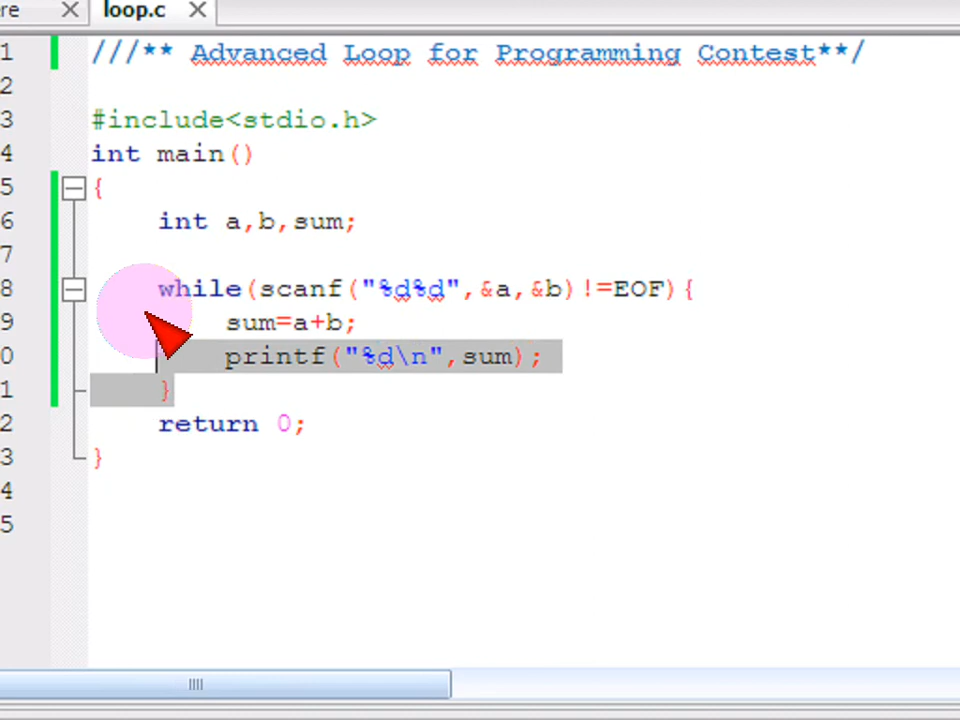 re
loop.c
1 ///** Advanced Loop for Programming Contest**/
2
3 #include<stdio.h>
4 int main()
5 {
6 int a,b,sum;
7
8 while(scanf("%d%d",&a,&b)!=EOF){
9 sum=a+b;
0 printf("%d\n",sum);
1 }
2 return 0;
3 }
4
5